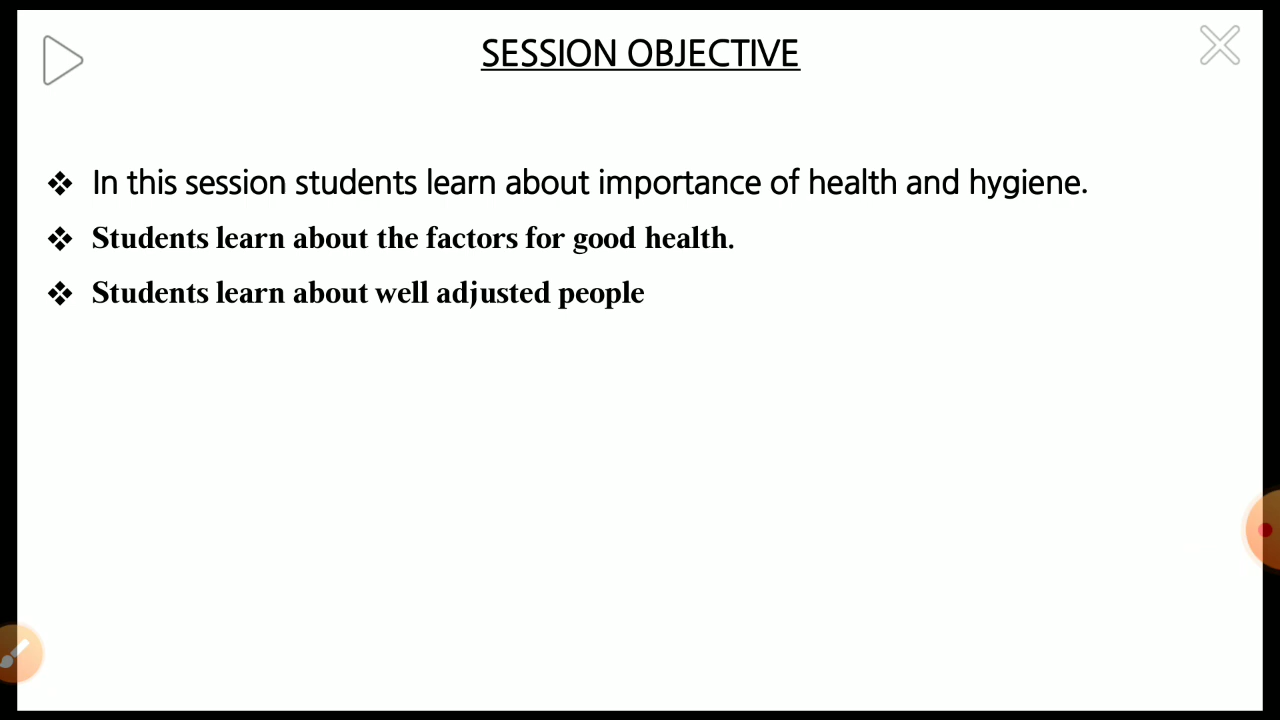 SESSION OBJECTIVE
❖ In this session students learn about importance of health and hygiene.
❖ Students learn about the factors for good health.
❖ Students learn about well adjusted people